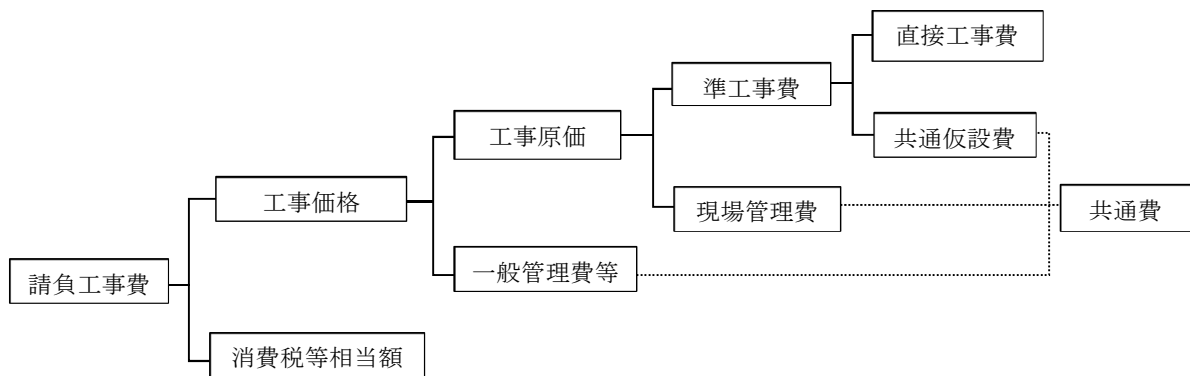 直接工事費
準工事費
工事原価
共通仮設費
工事価格
現場管理費
共通費
一般管理費等
請負工事費
消費税等相当額